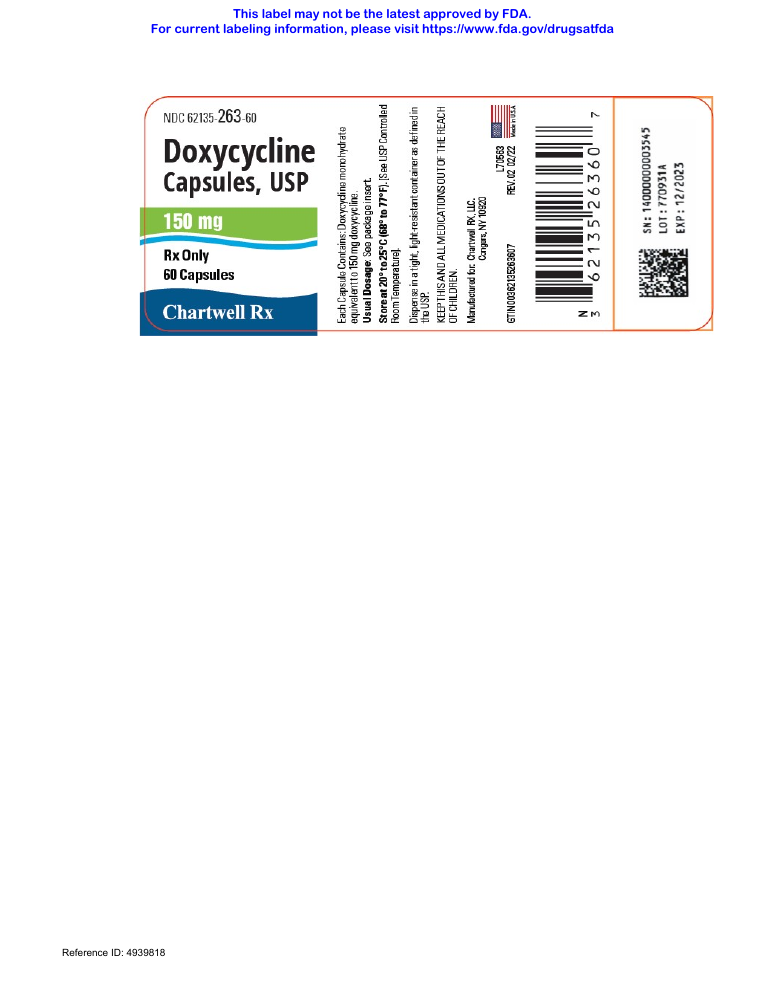 This label may not be the latest approved by FDA.
For current labeling information, please visit https://www.fda.gov/drugsatfda
NDC 62135-263-60
Doxycycline
Capsules, USP
150 mg
Rx Only
60 Capsules
Chartwell Rx
Each Capsule Contains: Doxycycline monohydrate
equivalent to 150 mg doxycycline.
Usual Dosage: See package insert.
Store at 20° to 25°C (68° to 77°F). [See USP Controlled
Room Temperature].
Dispense in a tight, light-resistant container as defined in
the USP.
KEEP THIS AND ALL MEDICATIONS OUT OF THE REACH
OF CHILDREN.
Manufactured for: Chartwell RX, LLC.
Congers, NY 10920
Made in U.S.A
L70563
REV. 02 02/22
GTIN 00362135263607
N
3 62135 26360 7
SN: 14000000003545
LOT: 770931A
EXP: 12/2023
Reference ID: 4939818